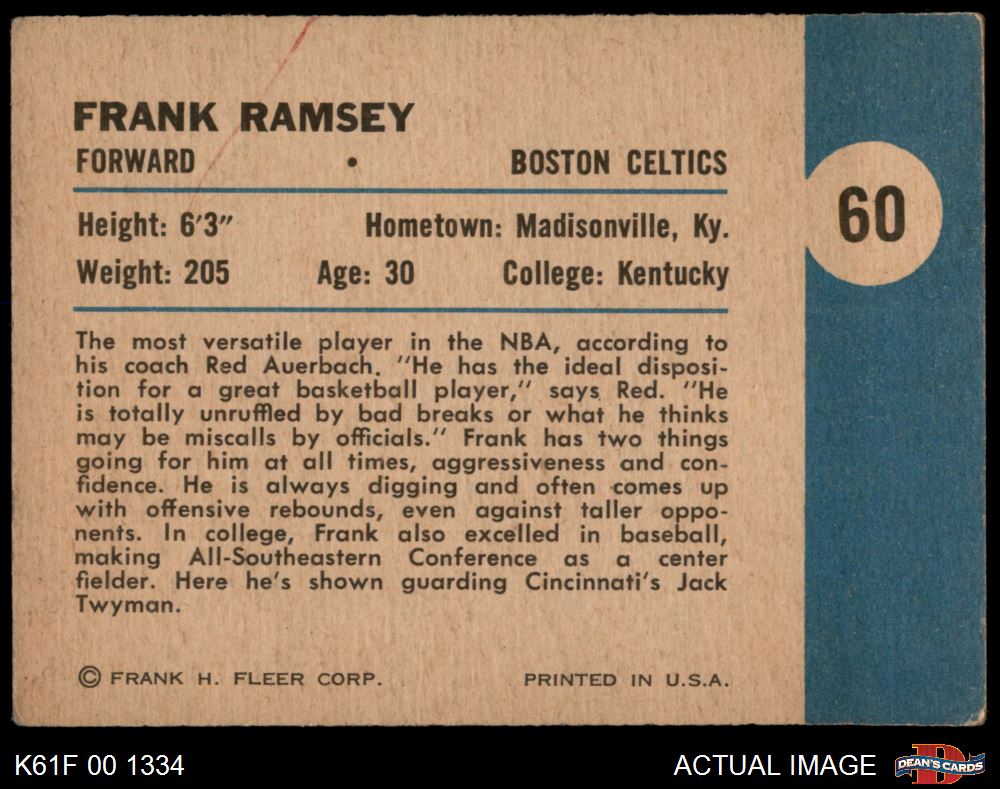 FRANK RAMSEY
FORWARD • BOSTON CELTICS
Height: 6'3" Hometown: Madisonville, Ky.
Weight: 205 Age: 30 College: Kentucky
60
The most versatile player in the NBA, according to
his coach Red Auerbach. "He has the ideal disposi-
tion for a great basketball player," says Red. "He
is totally unruffled by bad breaks or what he thinks
may be miscalls by officials." Frank has two things
going for him at all times, aggressiveness and con-
fidence. He is always digging and often comes up
with offensive rebounds, even against taller oppo-
nents. In college, Frank also excelled in baseball,
making All-Southeastern Conference as a center
fielder. Here he's shown guarding Cincinnati's Jack
Twyman.
© FRANK H. FLEER CORP. PRINTED IN U.S.A.
K61F 00 1334 ACTUAL IMAGE
D
DEAN'S CARDS